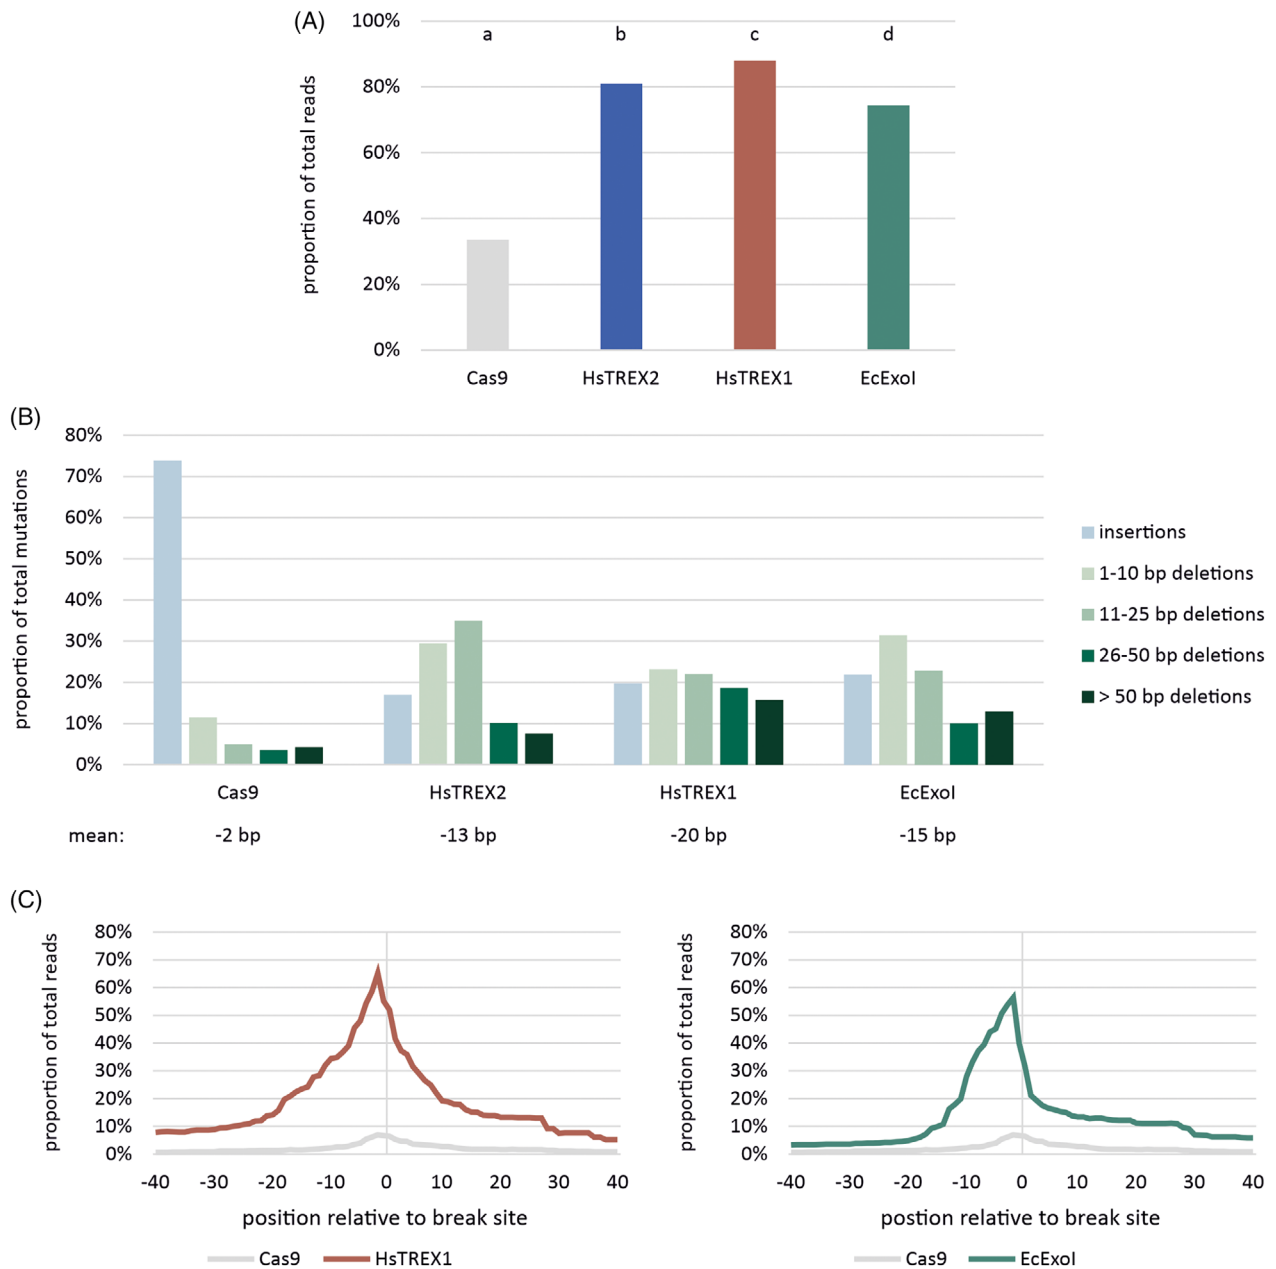 (A)
100%
80%
60%
40%
20%
0%
proportion of total reads
a b c d
Cas9 HsTREX2 HsTREX1 EcExoI
(B)
80%
70%
60%
50%
40%
30%
20%
10%
0%
proportion of total mutations
insertions
1-10 bp deletions
11-25 bp deletions
26-50 bp deletions
> 50 bp deletions
Cas9 HsTREX2 HsTREX1 EcExoI
mean: -2 bp -13 bp -20 bp -15 bp
(C)
80%
70%
60%
50%
40%
30%
20%
10%
0%
proportion of total reads
-40 -30 -20 -10 0 10 20 30 40
position relative to break site
Cas9 HsTREX1
80%
70%
60%
50%
40%
30%
20%
10%
0%
proportion of total reads
-40 -30 -20 -10 0 10 20 30 40
postion relative to break site
Cas9 EcExoI